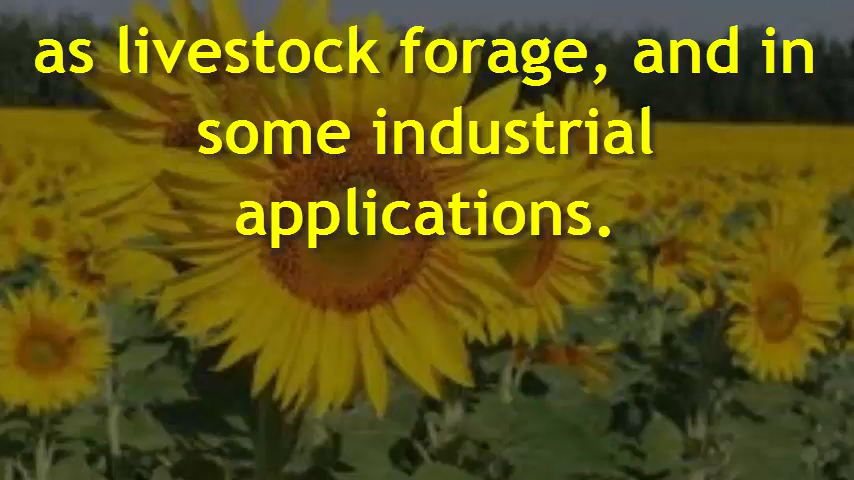 as livestock forage, and in
some industrial
applications.